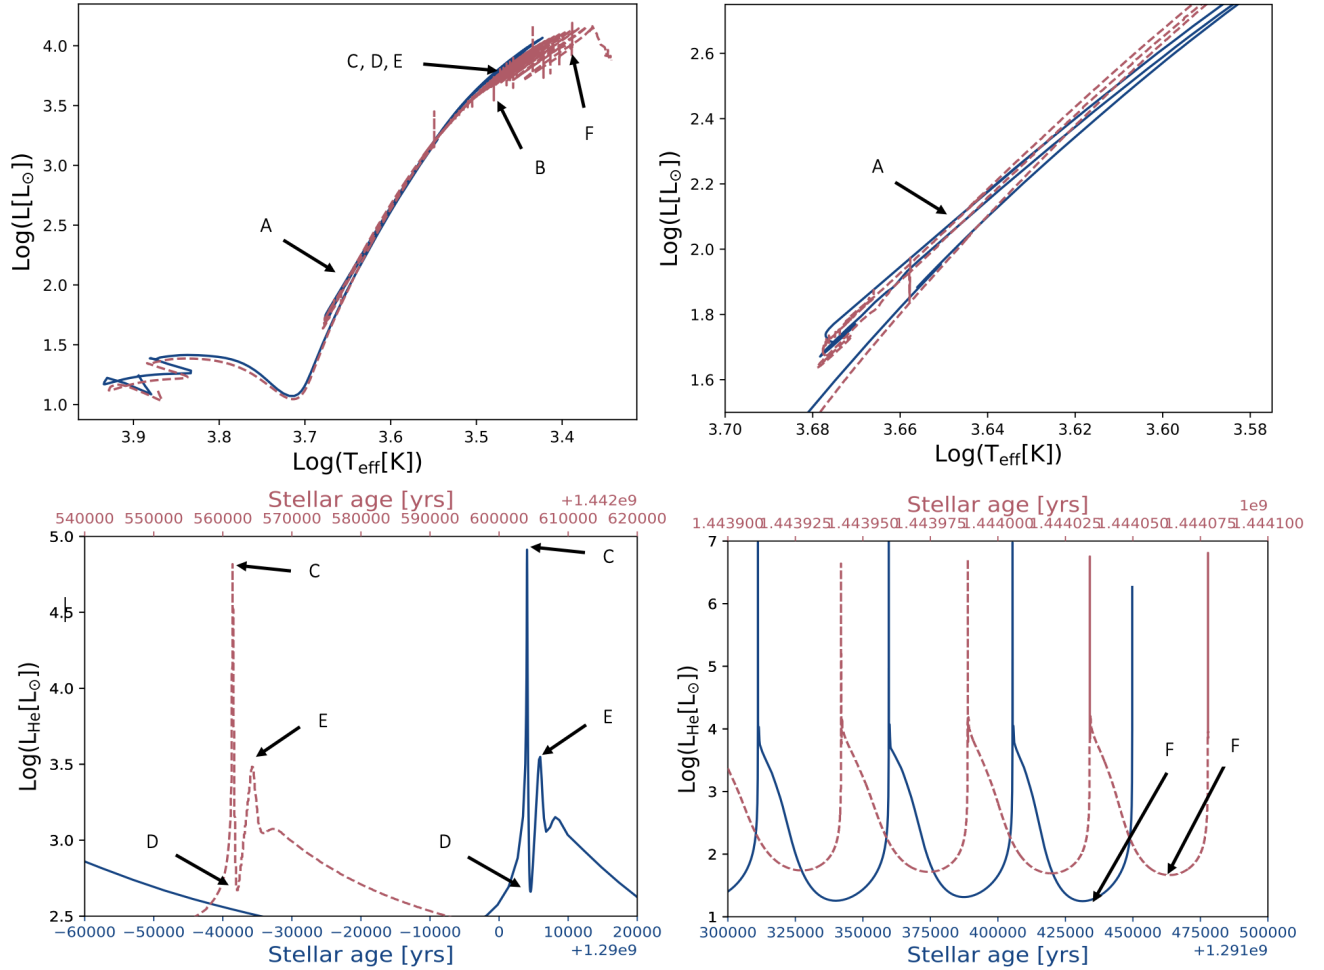 4.0
3.5
3.0
2.5
2.0
1.5
1.0
Log(L[L⊙])
C, D, E
F
B
A
3.9 3.8 3.7 3.6 3.5 3.4
Log(Teff[K])
2.6
2.4
2.2
2.0
1.8
1.6
Log(L[L⊙])
A
3.70 3.68 3.66 3.64 3.62 3.60 3.58
Log(Teff[K])
Stellar age [yrs] +1.442e9
540000 550000 560000 570000 580000 590000 600000 610000 620000
5.0
4.5
4.0
3.5
3.0
2.5
Log(LHe[L⊙])
C
C
E
E
D
D
−60000 −50000 −40000 −30000 −20000 −10000 0 10000 20000
Stellar age [yrs] +1.29e9
Stellar age [yrs] 1e9
1.443900 1.443925 1.443950 1.443975 1.444000 1.444025 1.444050 1.444075 1.444100
7
6
5
4
3
2
1
Log(LHe[L⊙])
F
F
300000 325000 350000 375000 400000 425000 450000 475000 500000
Stellar age [yrs] +1.291e9